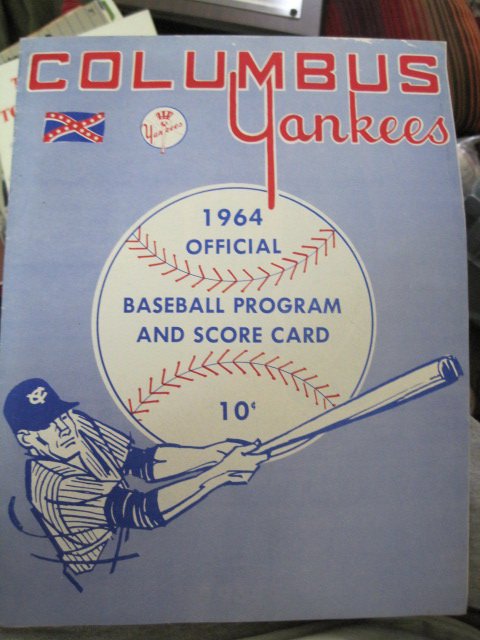 COLUMBUS
Yankees
Yankees
1964
OFFICIAL
BASEBALL PROGRAM
AND SCORE CARD
10¢